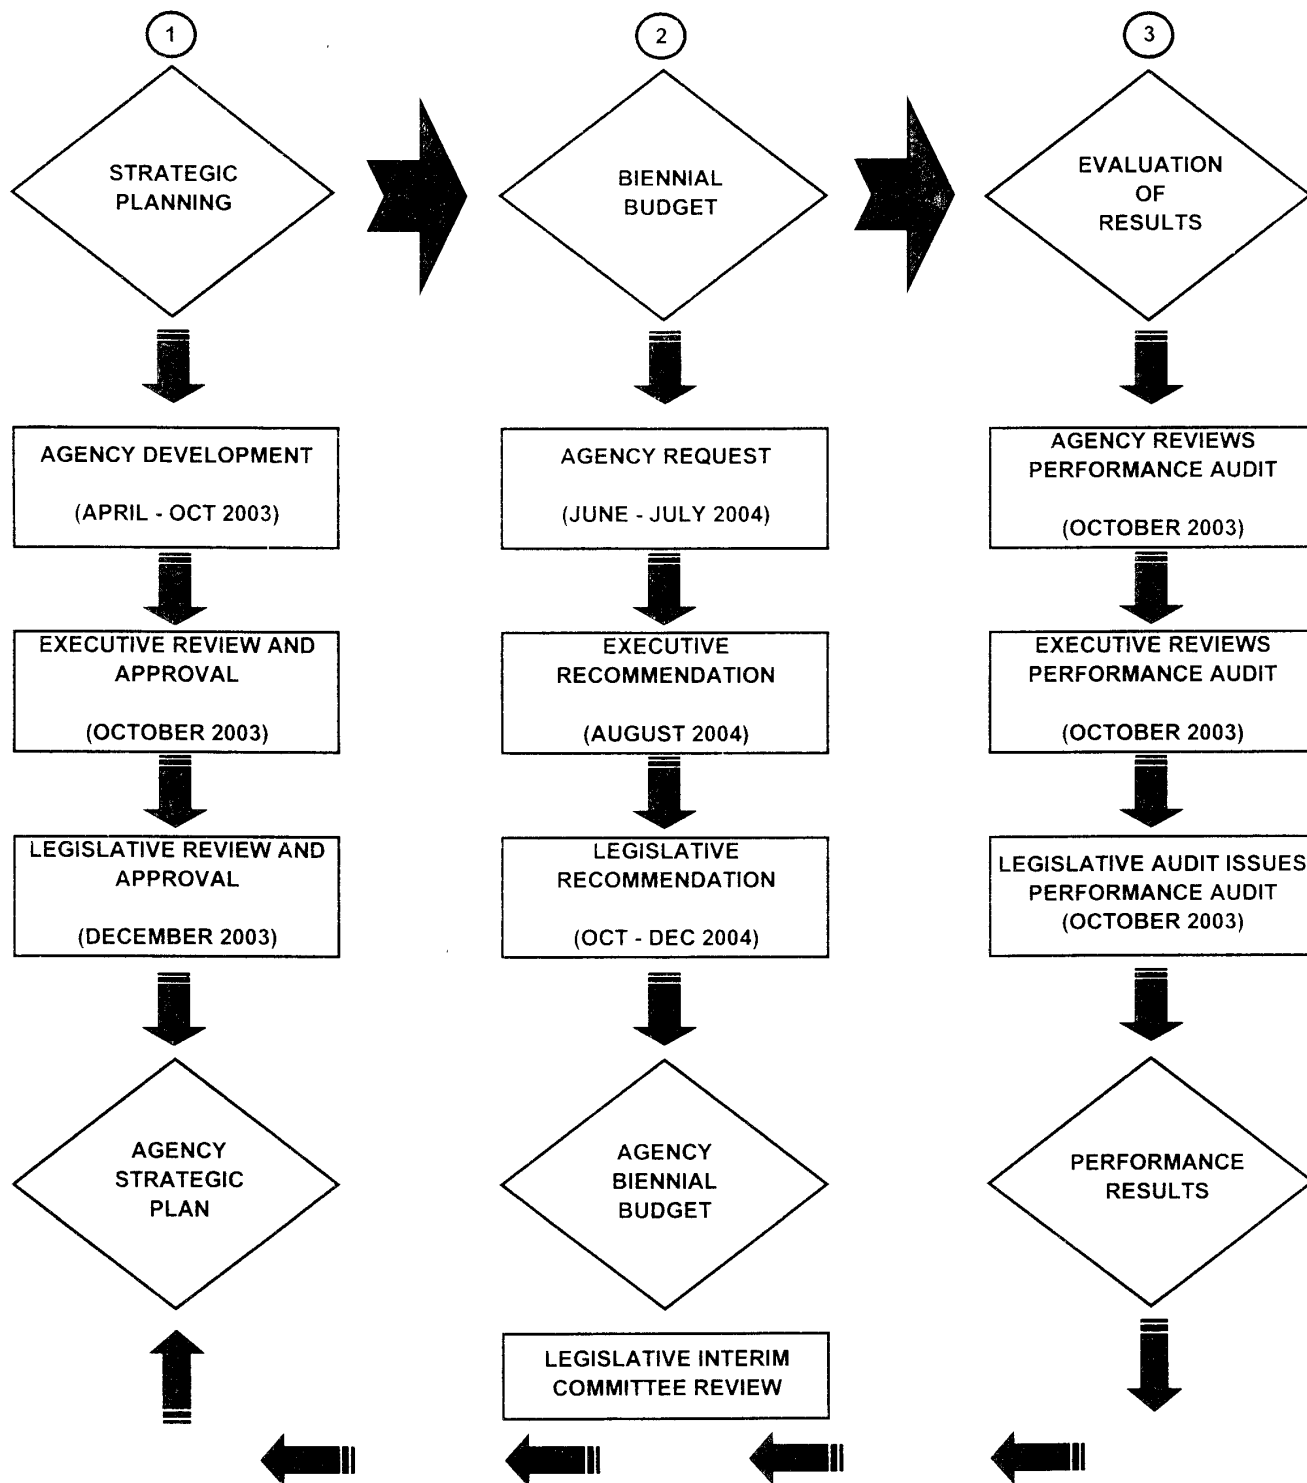 1
STRATEGIC
PLANNING
AGENCY DEVELOPMENT
(APRIL - OCT 2003)
EXECUTIVE REVIEW AND
APPROVAL
(OCTOBER 2003)
LEGISLATIVE REVIEW AND
APPROVAL
(DECEMBER 2003)
AGENCY
STRATEGIC
PLAN
2
BIENNIAL
BUDGET
AGENCY REQUEST
(JUNE - JULY 2004)
EXECUTIVE
RECOMMENDATION
(AUGUST 2004)
LEGISLATIVE
RECOMMENDATION
(OCT - DEC 2004)
AGENCY
BIENNIAL
BUDGET
LEGISLATIVE INTERIM
COMMITTEE REVIEW
3
EVALUATION
OF
RESULTS
AGENCY REVIEWS
PERFORMANCE AUDIT
(OCTOBER 2003)
EXECUTIVE REVIEWS
PERFORMANCE AUDIT
(OCTOBER 2003)
LEGISLATIVE AUDIT ISSUES
PERFORMANCE AUDIT
(OCTOBER 2003)
PERFORMANCE
RESULTS